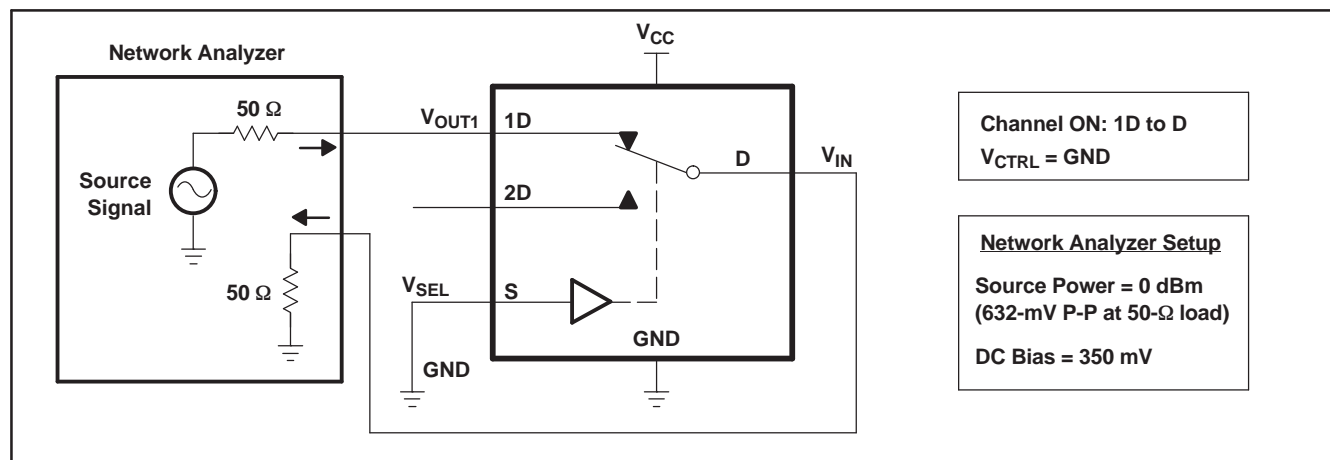 Network Analyzer
50 Ω
Source
Signal
50 Ω
VCC
VOUT1
1D
2D
D
VIN
VSEL
S
GND
GND
Channel ON: 1D to D
VCTRL = GND
Network Analyzer Setup
Source Power = 0 dBm
(632-mV P-P at 50-Ω load)
DC Bias = 350 mV